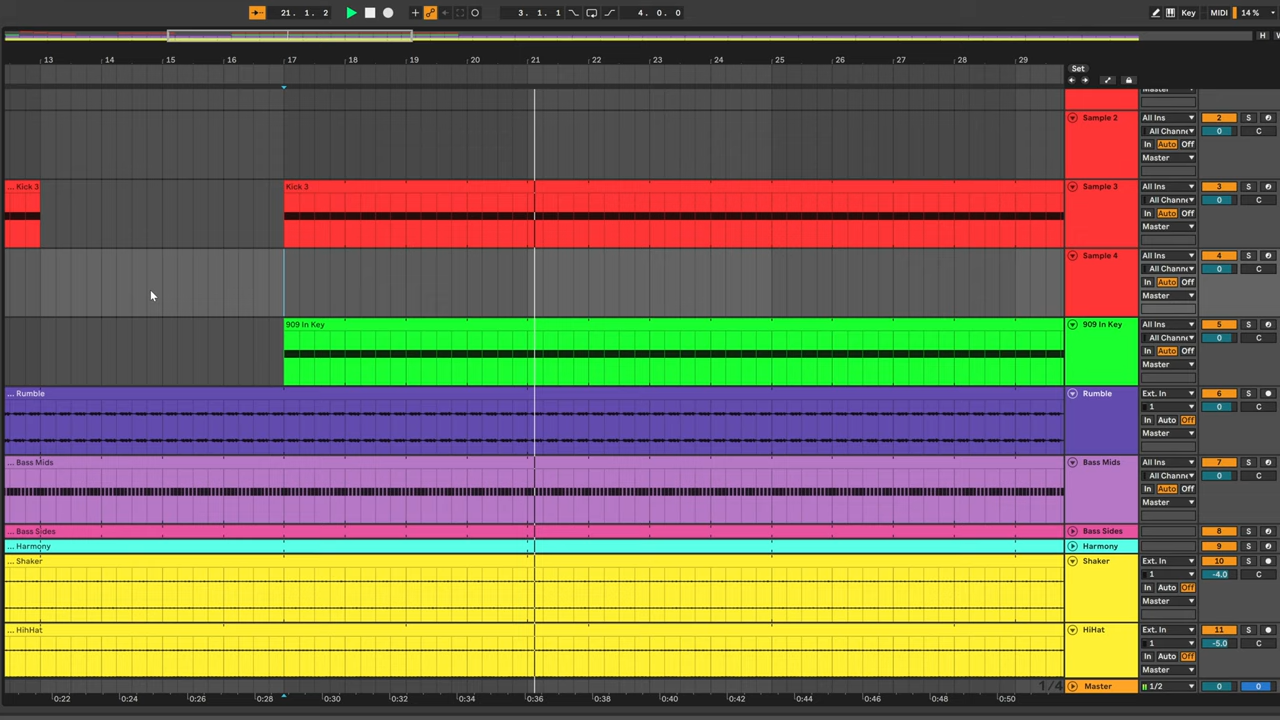 21. 1. 2 3. 1. 1 4. 0. 0 Key MIDI 14 %
H
13 14 15 16 17 18 19 20 21 22 23 24 25 26 27 28 29
Set
Master
Sample 2 All Ins 2 S
All Channe 0 C
In Auto Off
Master
... Kick 3 Kick 3 Sample 3 All Ins 3 S
All Channe 0 C
In Auto Off
Master
Sample 4 All Ins 4 S
All Channe 0 C
In Auto Off
Master
909 In Key 909 In Key All Ins 5 S
All Channe 0 C
In Auto Off
Master
... Rumble Rumble Ext. In 6 S
1 0 C
In Auto Off
Master
... Bass Mids Bass Mids All Ins 7 S
All Channe 0 C
In Auto Off
Master
... Bass Sides Bass Sides 8 S
... Harmony Harmony 9 S
... Shaker Shaker Ext. In 10 S
1 -4.0 C
In Auto Off
Master
... HihHat HiHat Ext. In 11 S
1 -5.0 C
In Auto Off
Master
1/4 Master 1/2 0 0
0:22 0:24 0:26 0:28 0:30 0:32 0:34 0:36 0:38 0:40 0:42 0:44 0:46 0:48 0:50